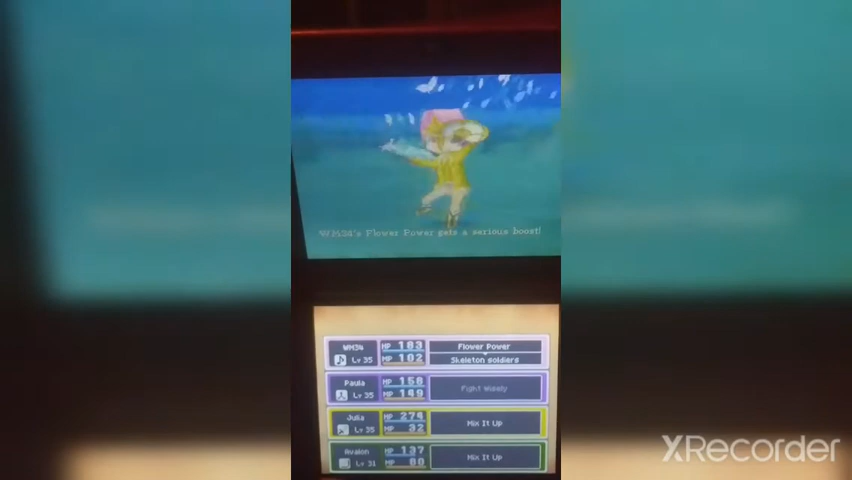 WM34's Flower Power gets a serious boost!
WM34 HP 183 Flower Power
Lv 35 MP 102 Skeleton soldiers
Paula HP 156 Fight Wisely
Lv 35 MP 149
Julia HP 274 Mix It Up
Lv 35 MP 32
Avalon HP 137 Mix It Up
Lv 31 MP 60
XRecorder